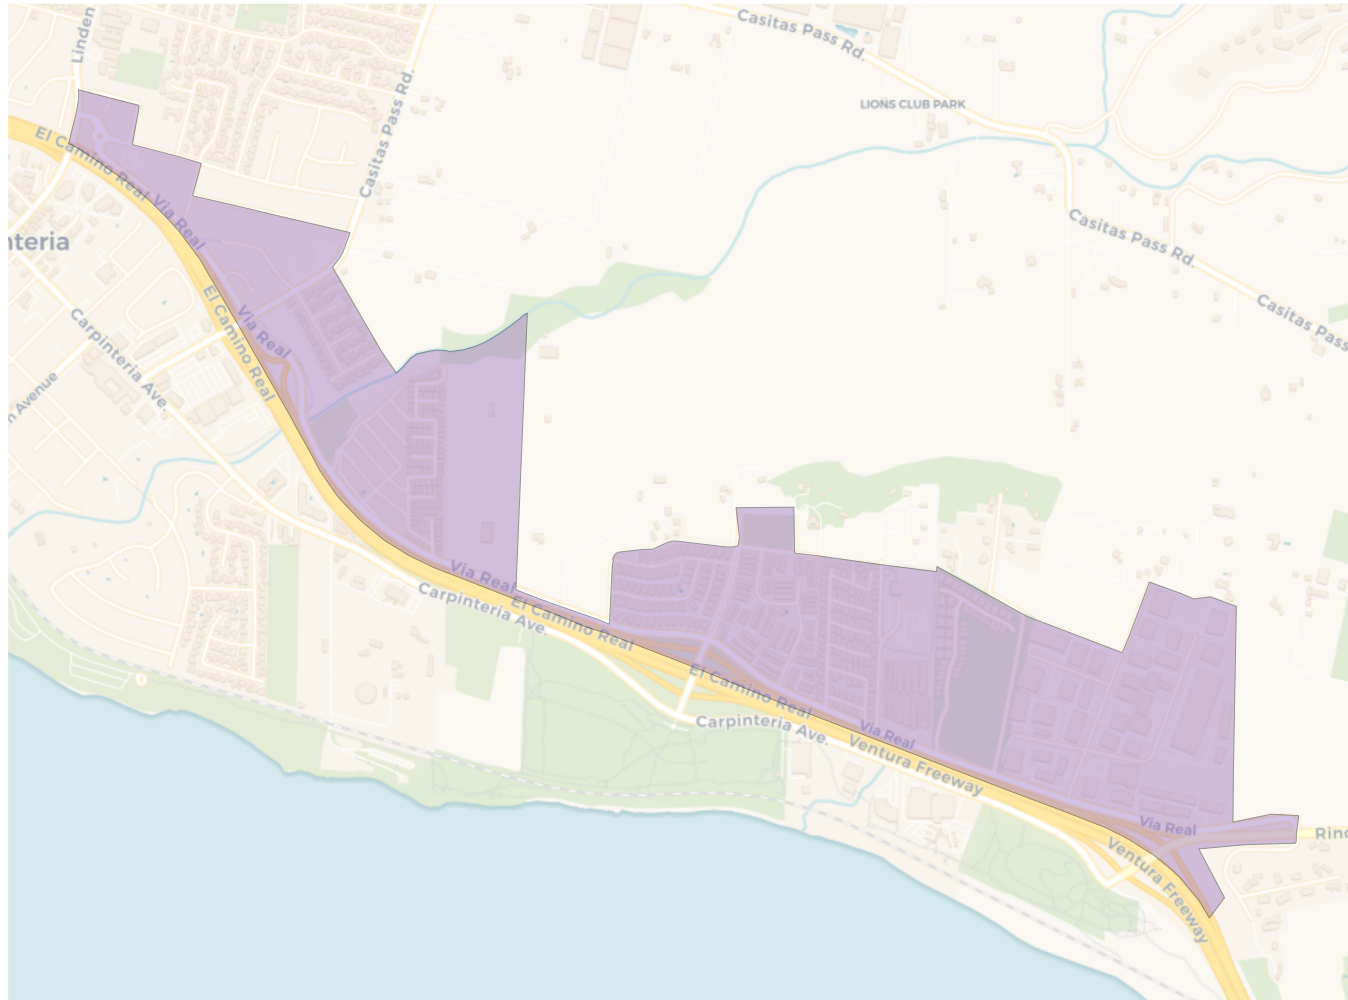 Casitas Pass Rd.
Linden
Casitas Pass Rd.
LIONS CLUB PARK
El Camino Real
Via Real
Casitas Pass Rd.
nteria
El Camino Real
Via Real
Casitas Pass
Carpinteria Ave.
n Avenue
Via Real
El Camino Real
Carpinteria Ave.
El Camino Real
Carpinteria Ave.
Via Real
Ventura Freeway
Via Real
Rinc
Ventura Freeway